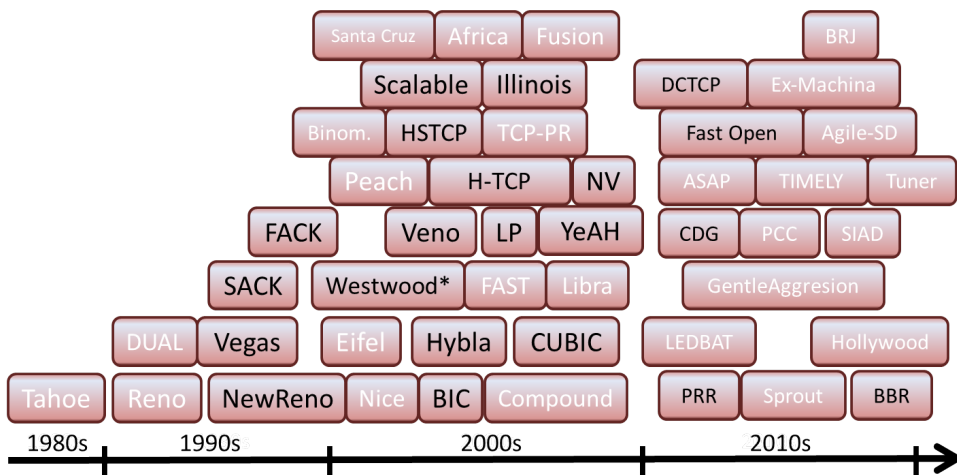 Santa Cruz Africa Fusion BRJ
Scalable Illinois DCTCP Ex-Machina
Binom. HSTCP TCP-PR Fast Open Agile-SD
Peach H-TCP NV ASAP TIMELY Tuner
FACK Veno LP YeAH CDG PCC SIAD
SACK Westwood* FAST Libra GentleAggresion
DUAL Vegas Eifel Hybla CUBIC LEDBAT Hollywood
Tahoe Reno NewReno Nice BIC Compound PRR Sprout BBR
1980s 1990s 2000s 2010s